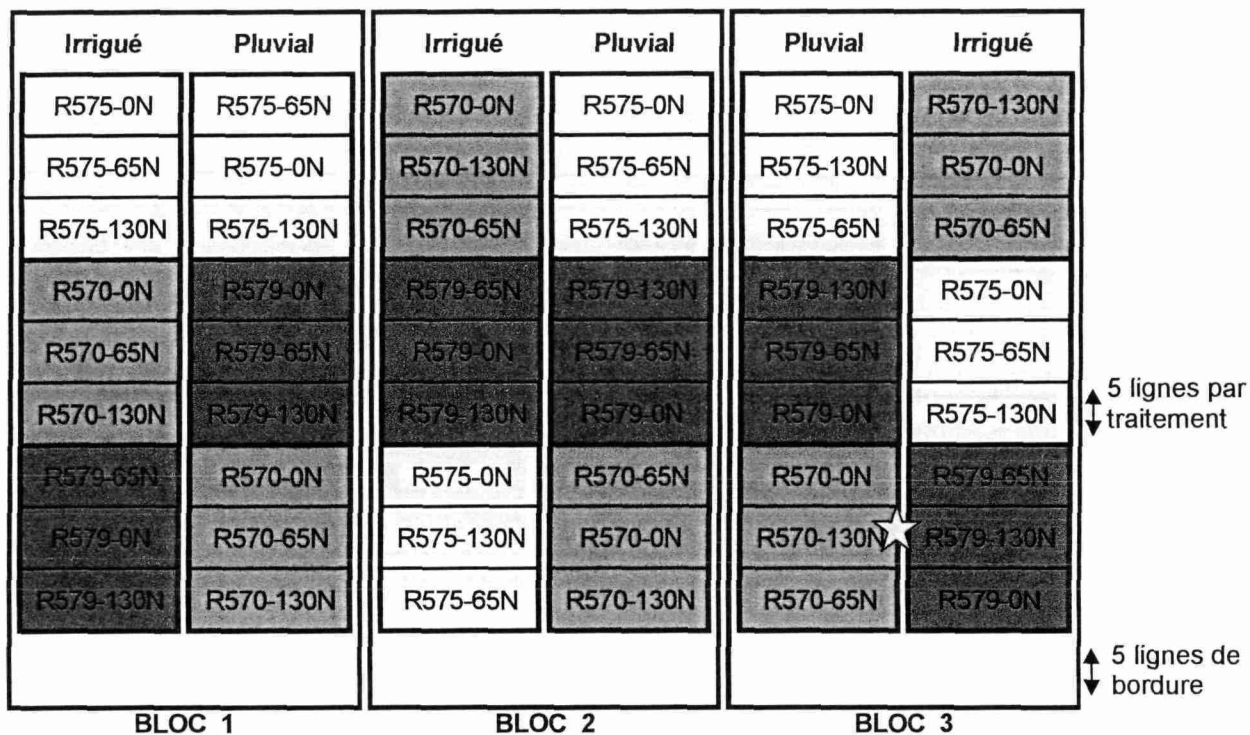 Irrigué Pluvial Irrigué Pluvial Pluvial Irrigué
R575-0N R575-65N R570-0N R575-0N R575-0N R570-130N
R575-65N R575-0N R570-130N R575-65N R575-130N R570-0N
R575-130N R575-130N R570-65N R575-130N R575-65N R570-65N
R570-0N R579-0N R579-65N R579-130N R579-130N R575-0N
R570-65N R579-65N R579-0N R579-65N R579-65N R575-65N
R570-130N R579-130N R579-130N R579-0N R579-0N R575-130N
5 lignes par
traitement
R579-65N R570-0N R575-0N R570-65N R570-0N R579-65N
R579-0N R570-65N R575-130N R570-0N R570-130N R579-130N
R579-130N R570-130N R575-65N R570-130N R570-65N R579-0N
5 lignes de
bordure
BLOC 1 BLOC 2 BLOC 3